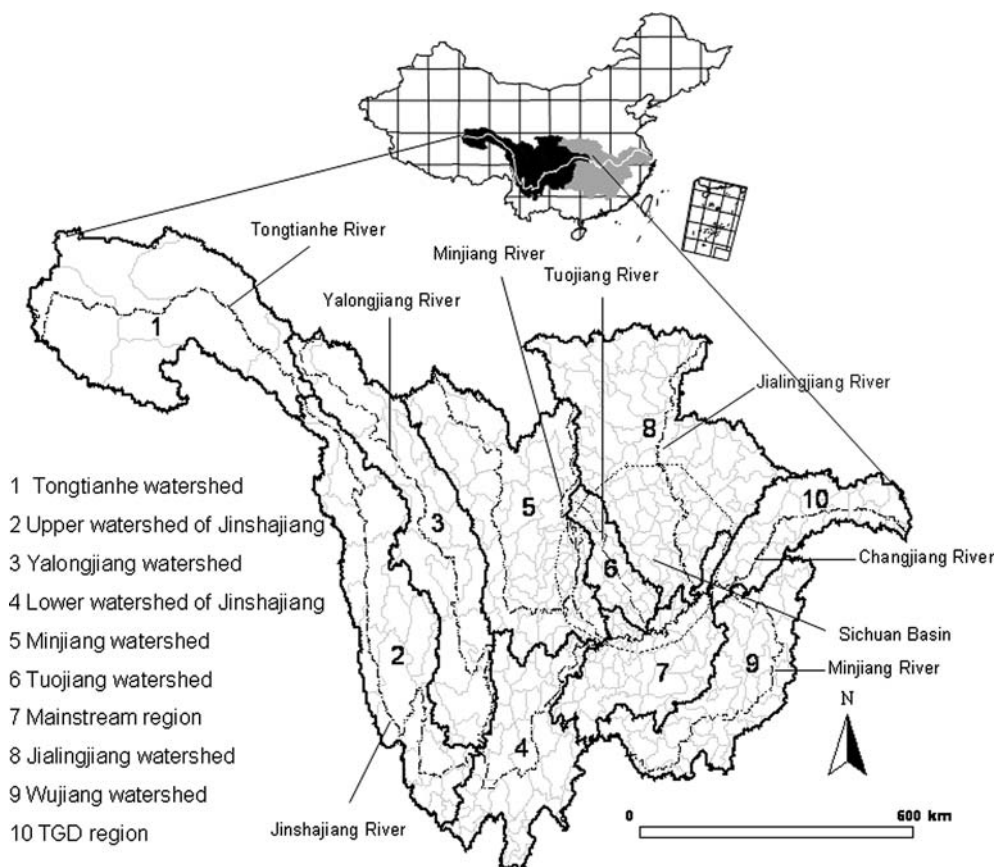 Tongtianhe River
Minjiang River
Tuojiang River
Yalongjiang River
1
Jialingjiang River
8
10
1 Tongtianhe watershed
2 Upper watershed of Jinshajiang
3 Yalongjiang watershed
4 Lower watershed of Jinshajiang
5 Minjiang watershed
6 Tuojiang watershed
7 Mainstream region
8 Jialingjiang watershed
9 Wujiang watershed
10 TGD region
3
5
6
Changjiang River
Sichuan Basin
2
7
9
Minjiang River
4
N
Jinshajiang River
0
600 km